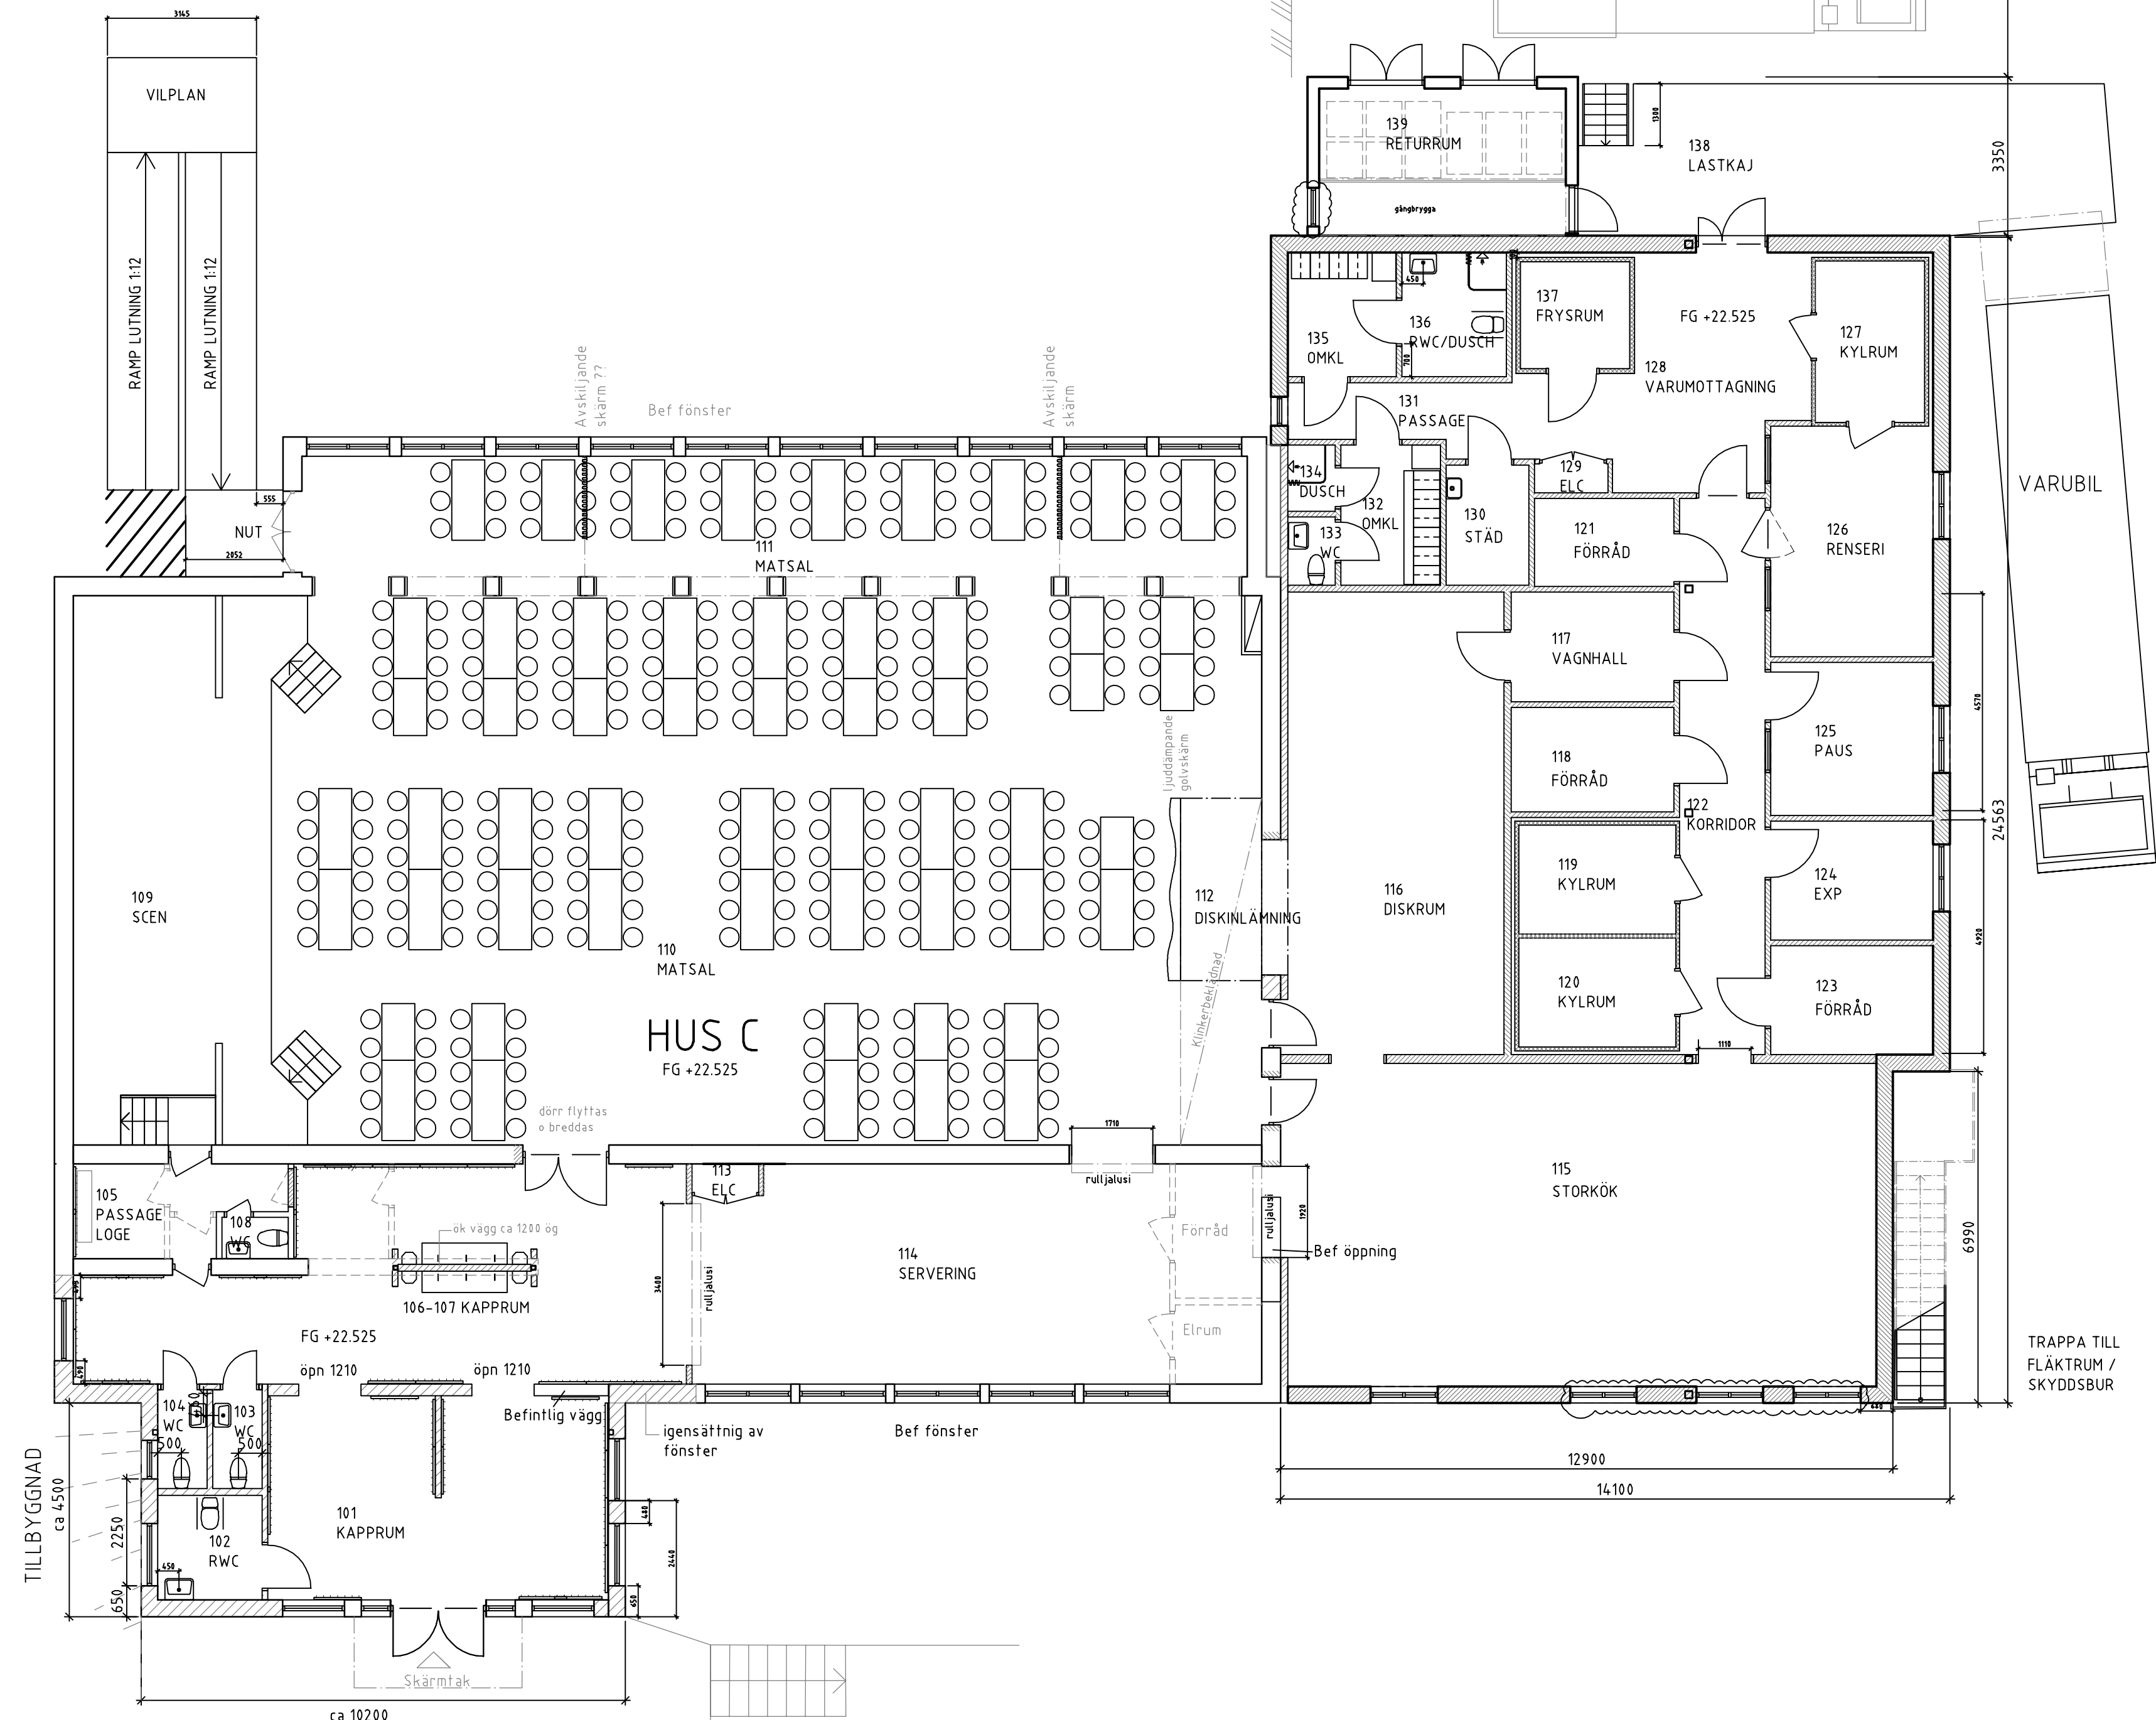 3145
VILPLAN
RAMP LUTNING 1:12
RAMP LUTNING 1:12
555
NUT
2052
Avskiljande
skärm ??
Bef fönster
Avskiljande
skärm
111
MATSAL
139
RETURRUM
gångbrygga
1300
138
LASTKAJ
3350
450
137
FRYSRUM
FG +22.525
127
KYLRUM
135
OMKL
136
RWC/DUSCH
700
128
VARUMOTTAGNING
131
PASSAGE
134
DUSCH
129
ELC
132
OMKL
130
STÄD
133
WC
121
FÖRRÅD
126
RENSERI
VARUBIL
117
VAGNHALL
4570
125
PAUS
118
FÖRRÅD
122
KORRIDOR
24563
ljuddämpande
golvskärm
119
KYLRUM
124
EXP
116
DISKRUM
112
DISKINLÄMNING
109
SCEN
110
MATSAL
4920
120
KYLRUM
123
FÖRRÅD
Klinkerbeklädnad
HUS C
FG +22.525
1110
dörr flyttas
o breddas
1710
rulljalusi
115
STORKÖK
105
PASSAGE
LOGE
108
WC
113
ELC
ök vägg ca 1200 ög
Förråd
rulljalusi
1920
Bef öppning
6990
114
SERVERING
3400
rulljalusi
495
106-107 KAPPRUM
Elrum
FG +22.525
490
öpn 1210
öpn 1210
TRAPPA TILL
FLÄKTRUM /
SKYDDSBUR
104
WC
103
WC
500
500
Befintlig vägg
igensättnig av
fönster
Bef fönster
480
12900
14100
TILLBYGGNAD
ca 4500
2250
650
101
KAPPRUM
102
RWC
450
480
2440
650
Skärmtak
ca 10200